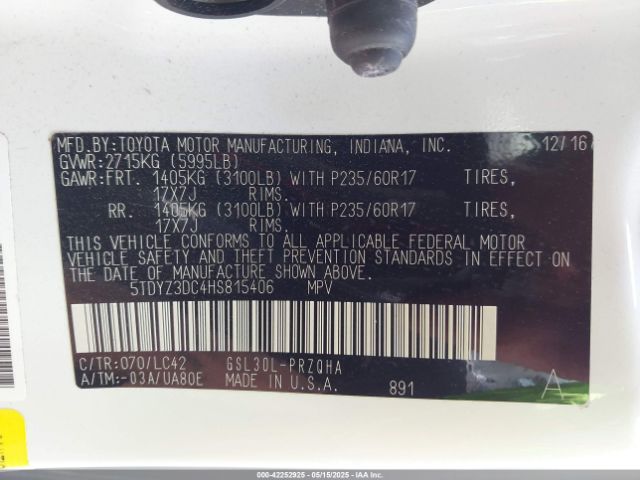 MFD.BY:TOYOTA MOTOR MANUFACTURING, INDIANA, INC. 12/16
GVWR:2715KG (5995LB)
GAWR:FRT. 1405KG (3100LB) WITH P235/60R17 TIRES,
17X7J RIMS.
RR. 1405KG (3100LB) WITH P235/60R17 TIRES,
17X7J RIMS.
THIS VEHICLE CONFORMS TO ALL APPLICABLE FEDERAL MOTOR
VEHICLE SAFETY AND THEFT PREVENTION STANDARDS IN EFFECT ON THE
DATE OF MANUFACTURE SHOWN ABOVE.
5TDYZ3DC4HS815406 MPV
C/TR:070/LC42 GSL30L-PRZQHA
A/TM:-03A/UA80E MADE IN U.S.A. 891 A
000-42252925 - 05/15/2025 - IAAI.COM